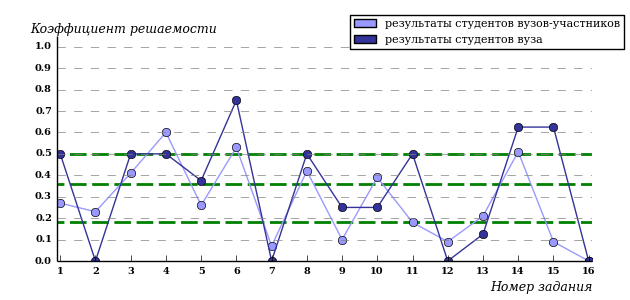 Коэффициент решаемости
результаты студентов вузов-участников
результаты студентов вуза
1.0
0.9
0.8
0.7
0.6
0.5
0.4
0.3
0.2
0.1
0.0
1 2 3 4 5 6 7 8 9 10 11 12 13 14 15 16
Номер задания